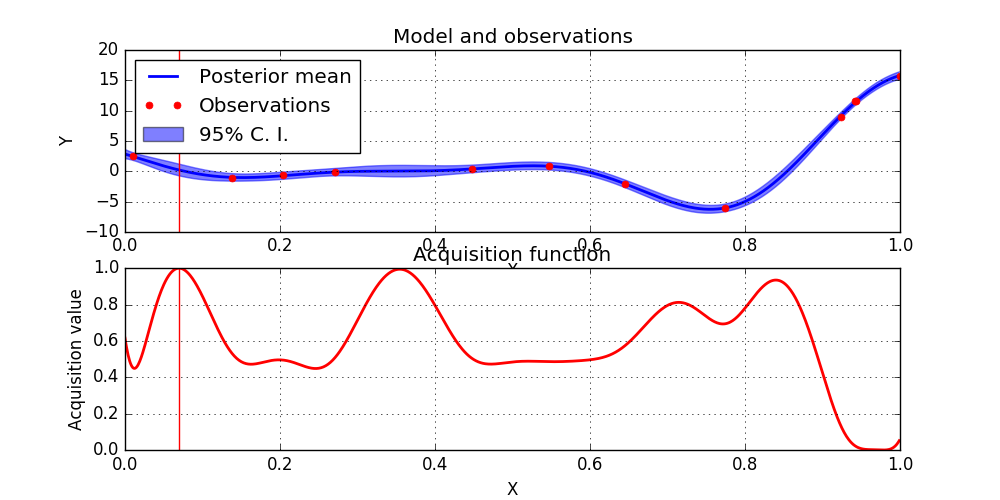 Model and observations
20
15
10
5
0
−5
−10
Y
Posterior mean
Observations
95% C. I.
0.0 0.2 0.4 0.6 0.8 1.0
Acquisition function
1.0
0.8
0.6
0.4
0.2
0.0
Acquisition value
0.0 0.2 0.4 0.6 0.8 1.0
X